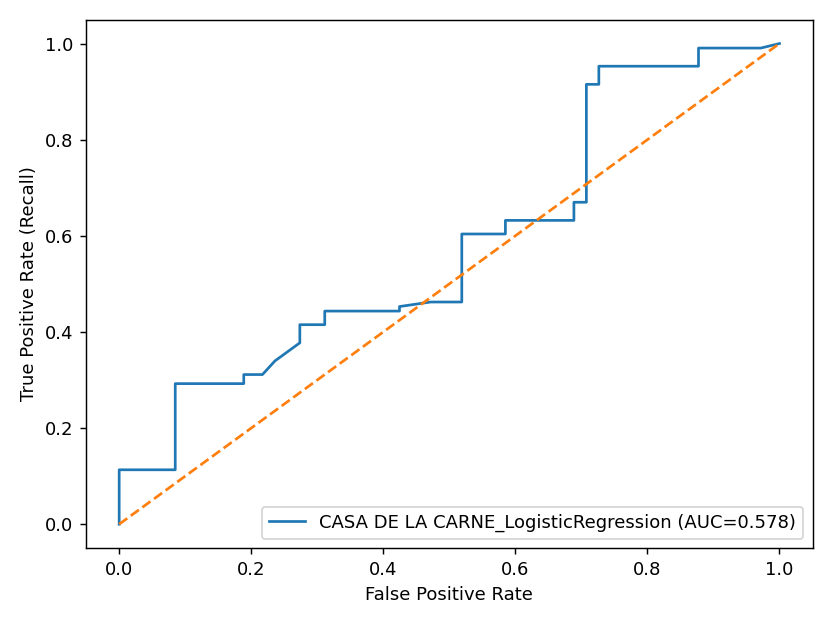 1.0
0.8
0.6
0.4
0.2
0.0
True Positive Rate (Recall)
CASA DE LA CARNE_LogisticRegression (AUC=0.578)
0.0 0.2 0.4 0.6 0.8 1.0
False Positive Rate